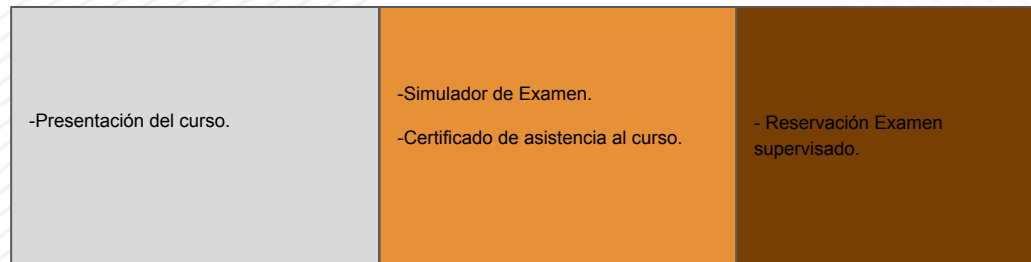 -Presentación del curso.
-Simulador de Examen.
-Certificado de asistencia al curso.
- Reservación Examen
supervisado.